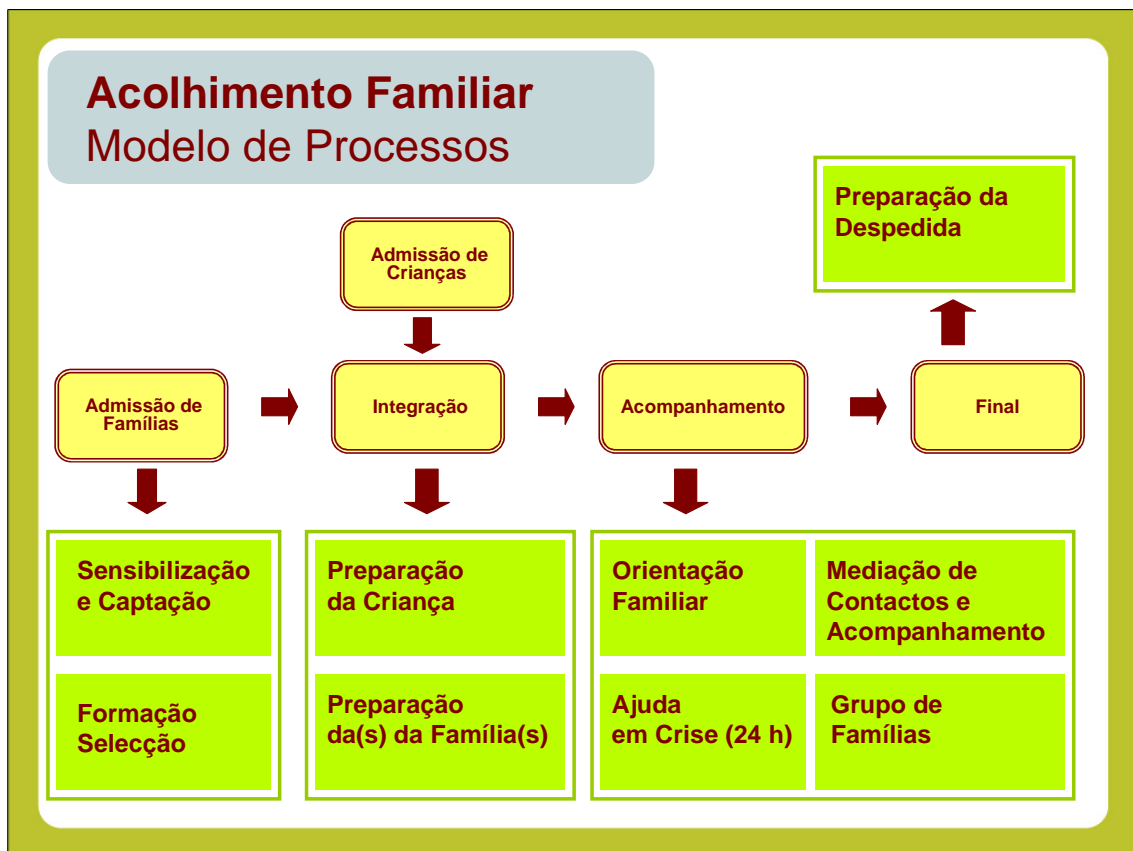 Acolhimento Familiar
Modelo de Processos
Preparação da
Despedida
Admissão de
Crianças
Admissão de
Famílias
Integração
Acompanhamento
Final
Sensibilização
e Captação
Formação
Selecção
Preparação
da Criança
Preparação
da(s) da Família(s)
Orientação
Familiar
Mediação de
Contactos e
Acompanhamento
Ajuda
em Crise (24 h)
Grupo de
Famílias